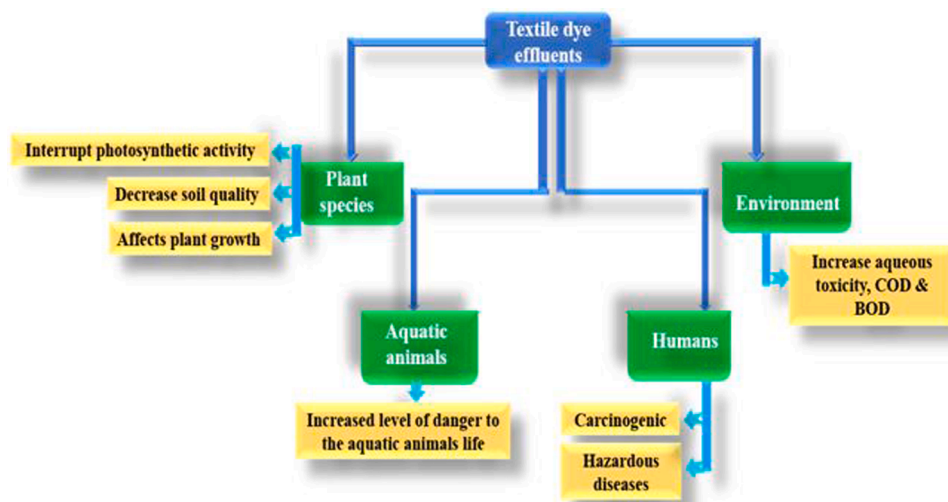 Textile dye
effluents
Interrupt photosynthetic activity
Decrease soil quality
Affects plant growth
Plant
species
Environment
Increase aqueous
toxicity, COD &
BOD
Aquatic
animals
Humans
Increased level of danger to
the aquatic animals life
Carcinogenic
Hazardous
diseases